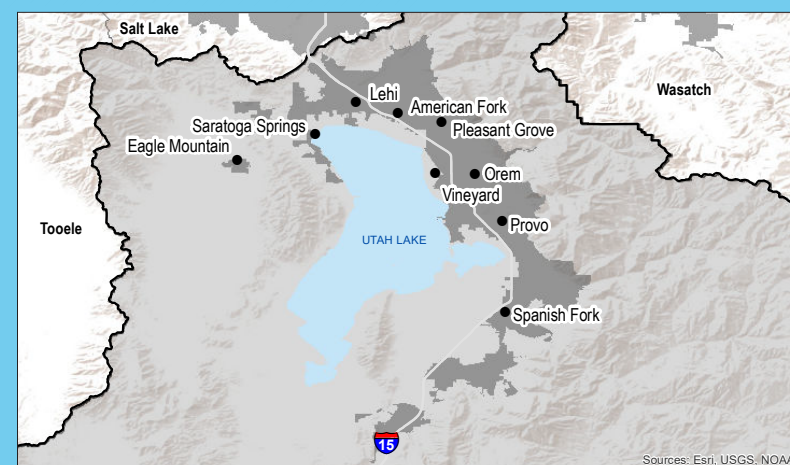 Salt Lake
Wasatch
Lehi
American Fork
Saratoga Springs
Pleasant Grove
Eagle Mountain
Orem
Vineyard
Tooele
Provo
UTAH LAKE
Spanish Fork
15
Sources: Esri, USGS, NOAA